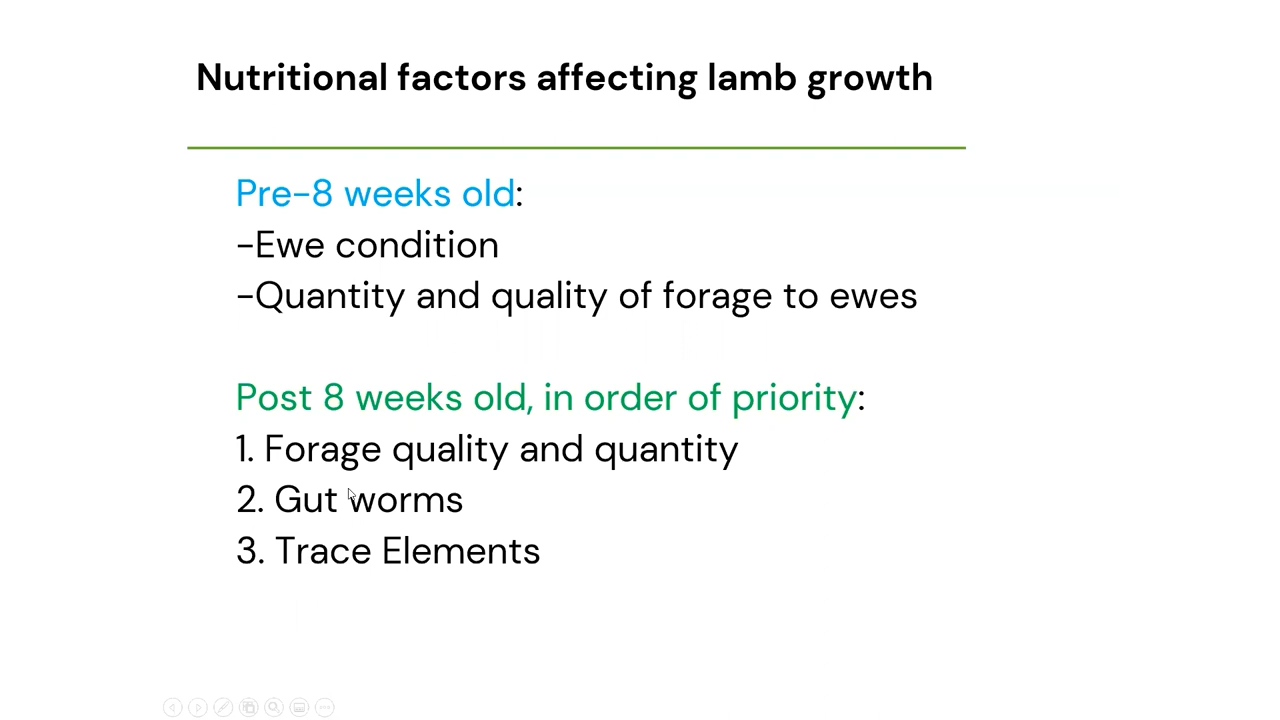 Nutritional factors affecting lamb growth
Pre-8 weeks old:
-Ewe condition
-Quantity and quality of forage to ewes
Post 8 weeks old, in order of priority:
1. Forage quality and quantity
2. Gut worms
3. Trace Elements